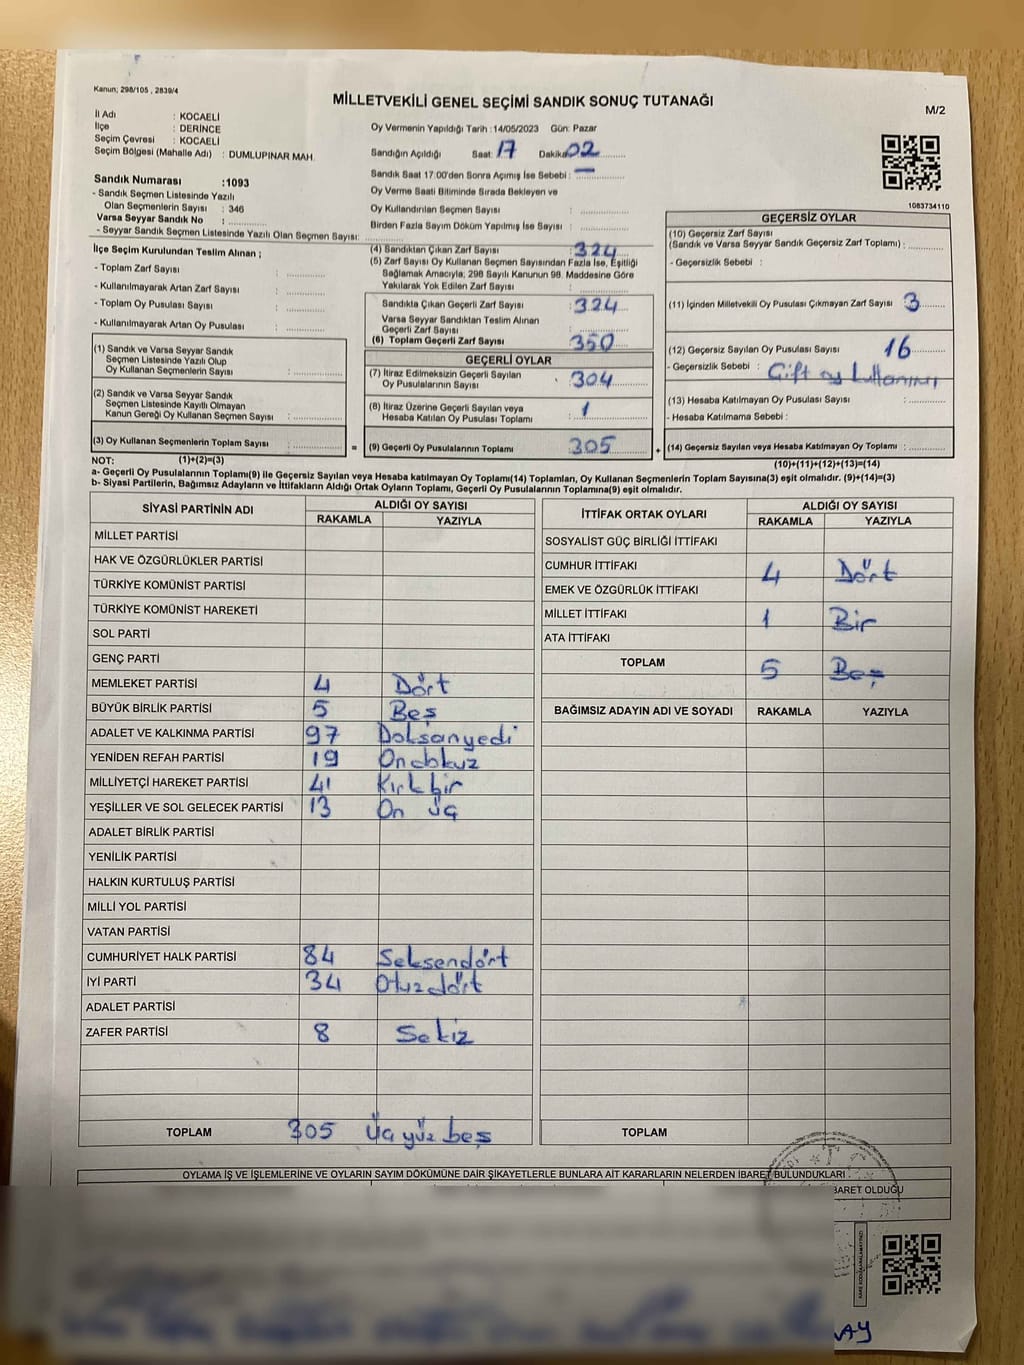 Kanun; 298/105 , 2839/4
MİLLETVEKİLİ GENEL SEÇİMİ SANDIK SONUÇ TUTANAĞI
M/2
İl Adı : KOCAELİ
İlçe : DERİNCE
Seçim Çevresi : KOCAELİ
Seçim Bölgesi (Mahalle Adı) : DUMLUPINAR MAH.
Oy Vermenin Yapıldığı Tarih :14/05/2023 Gün: Pazar
Sandığın Açıldığı Saat: 17 Dakika: 02
Sandık Saat 17:00'den Sonra Açımış İse Sebebi : —
Oy Verme Saati Bitiminde Sırada Bekleyen ve
Oy Kullandırılan Seçmen Sayısı :
Birden Fazla Sayım Döküm Yapılmış İse Sayısı :
Sandık Numarası :1093
- Sandık Seçmen Listesinde Yazılı
Olan Seçmenlerin Sayısı : 346
Varsa Seyyar Sandık No :
- Seyyar Sandık Seçmen Listesinde Yazılı Olan Seçmen Sayısı:
1083734110
İlçe Seçim Kurulundan Teslim Alınan ;
- Toplam Zarf Sayısı :
- Kullanılmayarak Artan Zarf Sayısı :
- Toplam Oy Pusulası Sayısı :
- Kullanılmayarak Artan Oy Pusulası :
(4) Sandıktan Çıkan Zarf Sayısı : 324
(5) Zarf Sayısı Oy Kullanan Seçmen Sayısından Fazla İse, Eşitliği
Sağlamak Amacıyla; 298 Sayılı Kanunun 98. Maddesine Göre
Yakılarak Yok Edilen Zarf Sayısı :
Sandıkta Çıkan Geçerli Zarf Sayısı : 324
Varsa Seyyar Sandıktan Teslim Alınan
Geçerli Zarf Sayısı :
(6) Toplam Geçerli Zarf Sayısı : 350
GEÇERSİZ OYLAR
(10) Geçersiz Zarf Sayısı
(Sandık ve Varsa Seyyar Sandık Geçersiz Zarf Toplamı) :
- Geçersizlik Sebebi :
(11) İçinden Milletvekili Oy Pusulası Çıkmayan Zarf Sayısı : 3
(12) Geçersiz Sayılan Oy Pusulası Sayısı : 16
- Geçersizlik Sebebi : Çift oy kullanımı
(13) Hesaba Katılmayan Oy Pusulası Sayısı :
- Hesaba Katılmama Sebebi :
(14) Geçersiz Sayılan veya Hesaba Katılmayan Oy Toplamı :
(10)+(11)+(12)+(13)=(14)
(1) Sandık ve Varsa Seyyar Sandık
Seçmen Listesinde Yazılı Olup
Oy Kullanan Seçmenlerin Sayısı :
(2) Sandık ve Varsa Seyyar Sandık
Seçmen Listesinde Kayıtlı Olmayan
Kanun Gereği Oy Kullanan Seçmen Sayısı :
(3) Oy Kullanan Seçmenlerin Toplam Sayısı : =
GEÇERLİ OYLAR
(7) İtiraz Edilmeksizin Geçerli Sayılan
Oy Pusulalarının Sayısı : 304
(8) İtiraz Üzerine Geçerli Sayılan veya
Hesaba Katılan Oy Pusulası Toplamı : 1
(9) Geçerli Oy Pusulalarının Toplamı : 305 +
NOT: (1)+(2)=(3)
a- Geçerli Oy Pusulalarının Toplamı(9) ile Geçersiz Sayılan veya Hesaba katılmayan Oy Toplamı(14) Toplamları, Oy Kullanan Seçmenlerin Toplam Sayısına(3) eşit olmalıdır. (9)+(14)=(3)
b- Siyasi Partilerin, Bağımsız Adayların ve İttifakların Aldığı Ortak Oyların Toplamı, Geçerli Oy Pusulalarının Toplamına(9) eşit olmalıdır.
SİYASİ PARTİNİN ADI ALDIĞI OY SAYISI
RAKAMLA YAZIYLA
MİLLET PARTİSİ
HAK VE ÖZGÜRLÜKLER PARTİSİ
TÜRKİYE KOMÜNİST PARTİSİ
TÜRKİYE KOMÜNİST HAREKETİ
SOL PARTİ
GENÇ PARTİ
MEMLEKET PARTİSİ 4 Dört
BÜYÜK BİRLİK PARTİSİ 5 Beş
ADALET VE KALKINMA PARTİSİ 97 Doksanyedi
YENİDEN REFAH PARTİSİ 19 Ondokuz
MİLLİYETÇİ HAREKET PARTİSİ 41 Kırkbir
YEŞİLLER VE SOL GELECEK PARTİSİ 13 On üç
ADALET BİRLİK PARTİSİ
YENİLİK PARTİSİ
HALKIN KURTULUŞ PARTİSİ
MİLLİ YOL PARTİSİ
VATAN PARTİSİ
CUMHURİYET HALK PARTİSİ 84 Seksendört
İYİ PARTİ 34 Otuzdört
ADALET PARTİSİ
ZAFER PARTİSİ 8 Sekiz
TOPLAM 305 Üç yüz beş
İTTİFAK ORTAK OYLARI ALDIĞI OY SAYISI
RAKAMLA YAZIYLA
SOSYALİST GÜÇ BİRLİĞİ İTTİFAKI
CUMHUR İTTİFAKI 4 Dört
EMEK VE ÖZGÜRLÜK İTTİFAKI
MİLLET İTTİFAKI 1 Bir
ATA İTTİFAKI
TOPLAM 5 Beş
BAĞIMSIZ ADAYIN ADI VE SOYADI RAKAMLA YAZIYLA
TOPLAM
OYLAMA İŞ VE İŞLEMLERİNE VE OYLARIN SAYIM DÖKÜMÜNE DAİR ŞİKAYETLERLE BUNLARA AİT KARARLARIN NELERDEN İBARET BULUNDUKLARI
BARET OLDUĞU